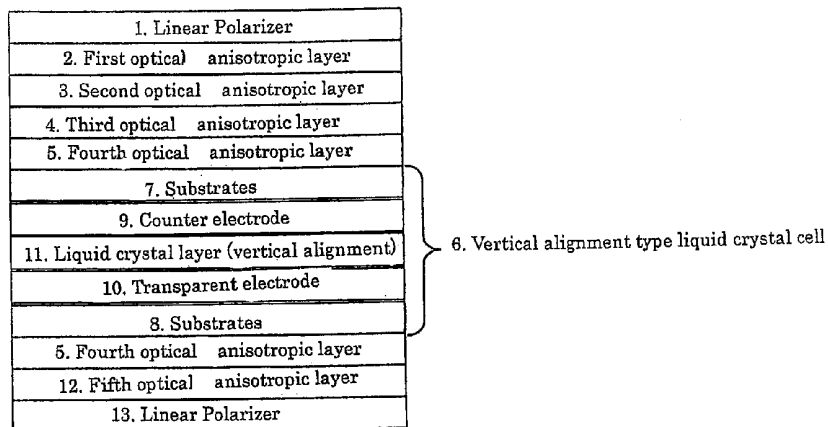 1. Linear Polarizer
2. First optical anisotropic layer
3. Second optical anisotropic layer
4. Third optical anisotropic layer
5. Fourth optical anisotropic layer
7. Substrates
9. Counter electrode
11. Liquid crystal layer (vertical alignment)
6. Vertical alignment type liquid crystal cell
10. Transparent electrode
8. Substrates
5. Fourth optical anisotropic layer
12. Fifth optical anisotropic layer
13. Linear Polarizer